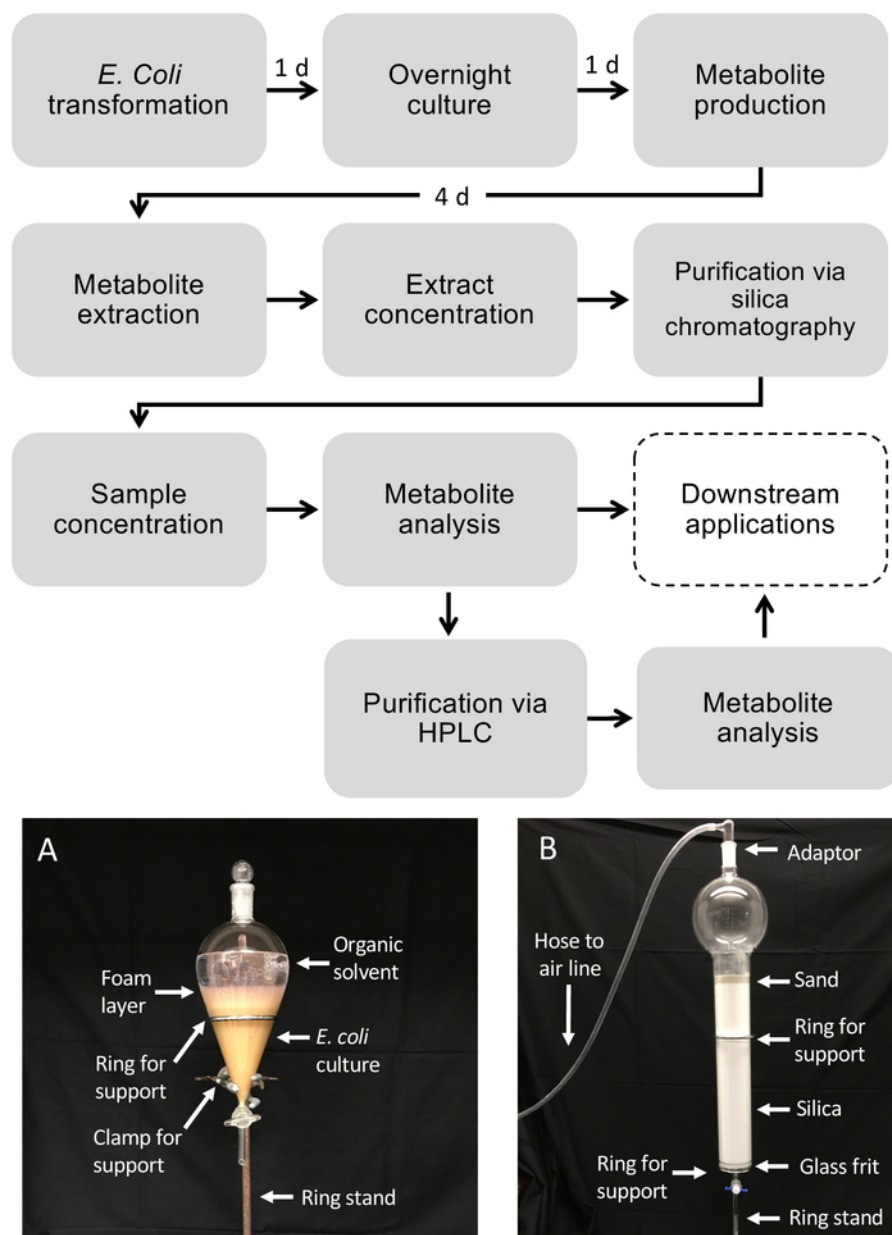 E. Coli
transformation
1 d
Overnight
culture
1 d
Metabolite
production
4 d
Metabolite
extraction
Extract
concentration
Purification via
silica
chromatography
Sample
concentration
Metabolite
analysis
Downstream
applications
Purification via
HPLC
Metabolite
analysis
A
Organic
solvent
Foam
layer
E. coli
culture
Ring for
support
Clamp for
support
Ring stand
B
Adaptor
Hose to
air line
Sand
Ring for
support
Silica
Ring for
support
Glass frit
Ring stand